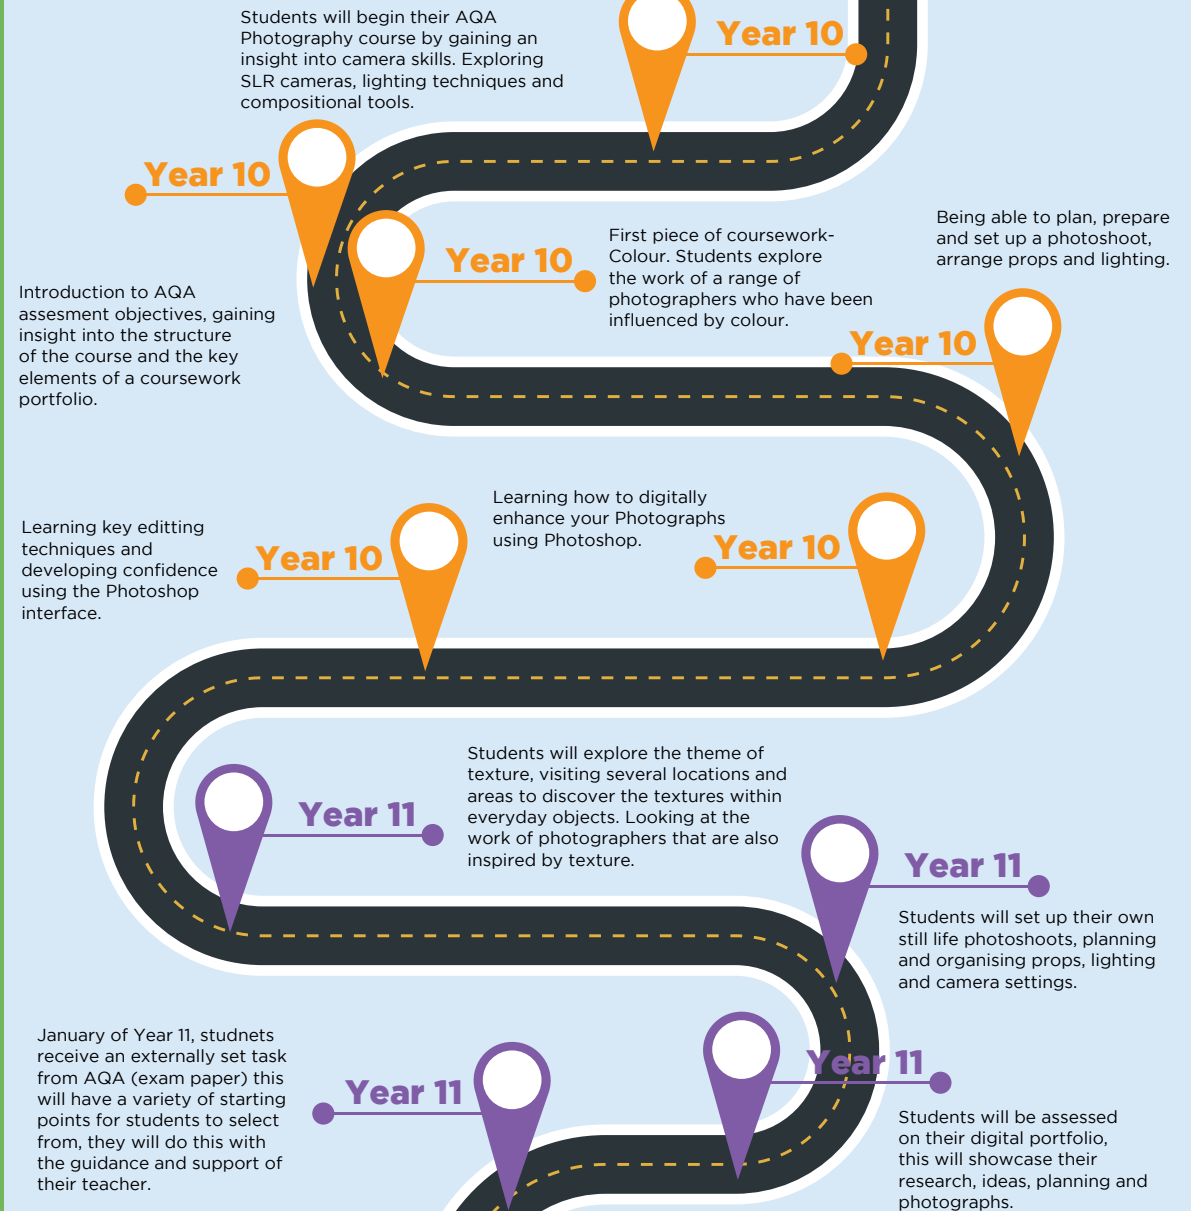 Students will begin their AQA
Photography course by gaining an
insight into camera skills. Exploring
SLR cameras, lighting techniques and
compositional tools.
Year 10
Year 10
Introduction to AQA
assesment objectives, gaining
insight into the structure
of the course and the key
elements of a coursework
portfolio.
Year 10
First piece of coursework-
Colour. Students explore
the work of a range of
photographers who have been
influenced by colour.
Being able to plan, prepare
and set up a photoshoot,
arrange props and lighting.
Year 10
Learning how to digitally
enhance your Photographs
using Photoshop.
Year 10
Learning key editting
techniques and
developing confidence
using the Photoshop
interface.
Year 10
Year 11
Students will explore the theme of
texture, visiting several locations and
areas to discover the textures within
everyday objects. Looking at the
work of photographers that are also
inspired by texture.
Year 11
Students will set up their own
still life photoshoots, planning
and organising props, lighting
and camera settings.
Year 11
Students will be assessed
on their digital portfolio,
this will showcase their
research, ideas, planning and
photographs.
January of Year 11, studnets
receive an externally set task
from AQA (exam paper) this
will have a variety of starting
points for students to select
from, they will do this with
the guidance and support of
their teacher.
Year 11